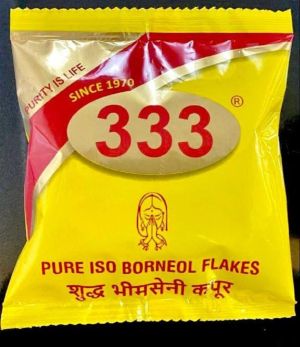 PURITY IS LIFE
SINCE 1970
333®
PURE ISO BORNEOL FLAKES
शुद्ध भीमसेनी कपूर